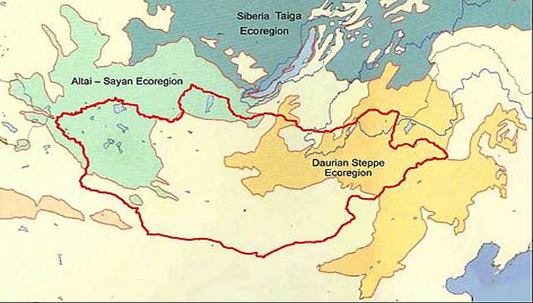 Siberia Taiga
Ecoregion
Altai – Sayan Ecoregion
Daurian Steppe
Ecoregion